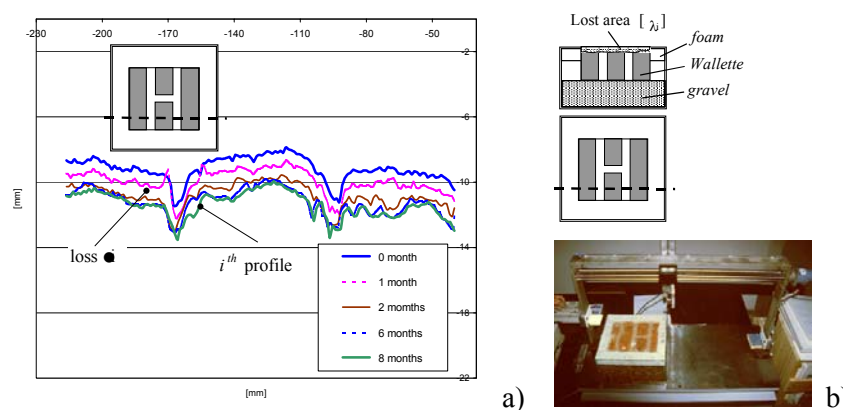 -230 -200 -170 -140 -110 -80 -50
-2
-6
-10
-14
-18
22
[mm]
loss
i th profile
0 month
1 month
2 momths
6 months
8 months
[mm]
a)
Lost area [ λi ]
foam
Wallette
gravel
b)